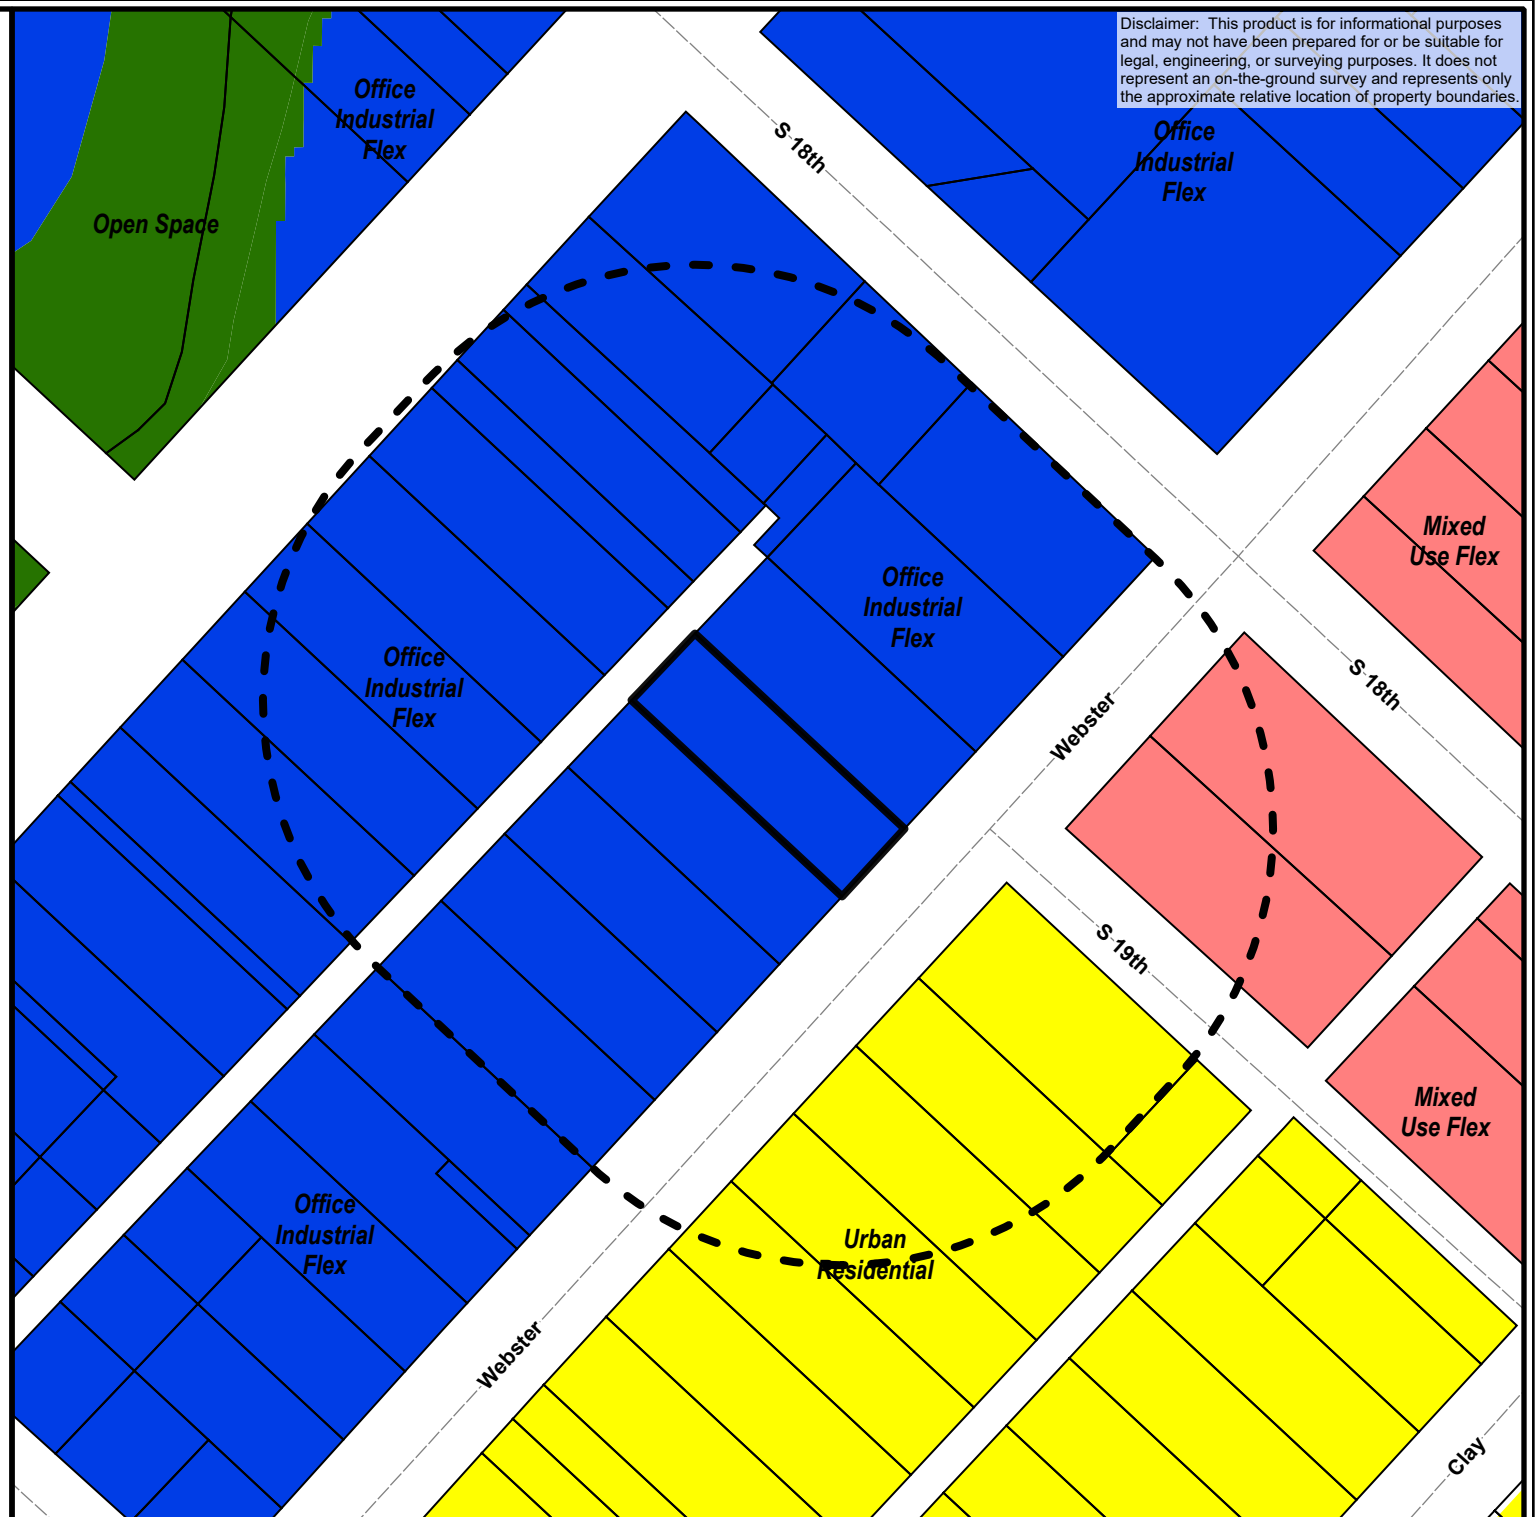 Disclaimer: This product is for informational purposes
and may not have been prepared for or be suitable for
legal, engineering, or surveying purposes. It does not
represent an on-the-ground survey and represents only
the approximate relative location of property boundaries.
Office
Industrial
Flex
S 18th
Office
Industrial
Flex
Open Space
Mixed
Use Flex
Office
Industrial
Flex
Office
Industrial
Flex
S 18th
Webster
S 19th
Mixed
Use Flex
Office
Industrial
Flex
Urban
Residential
Webster
Clay